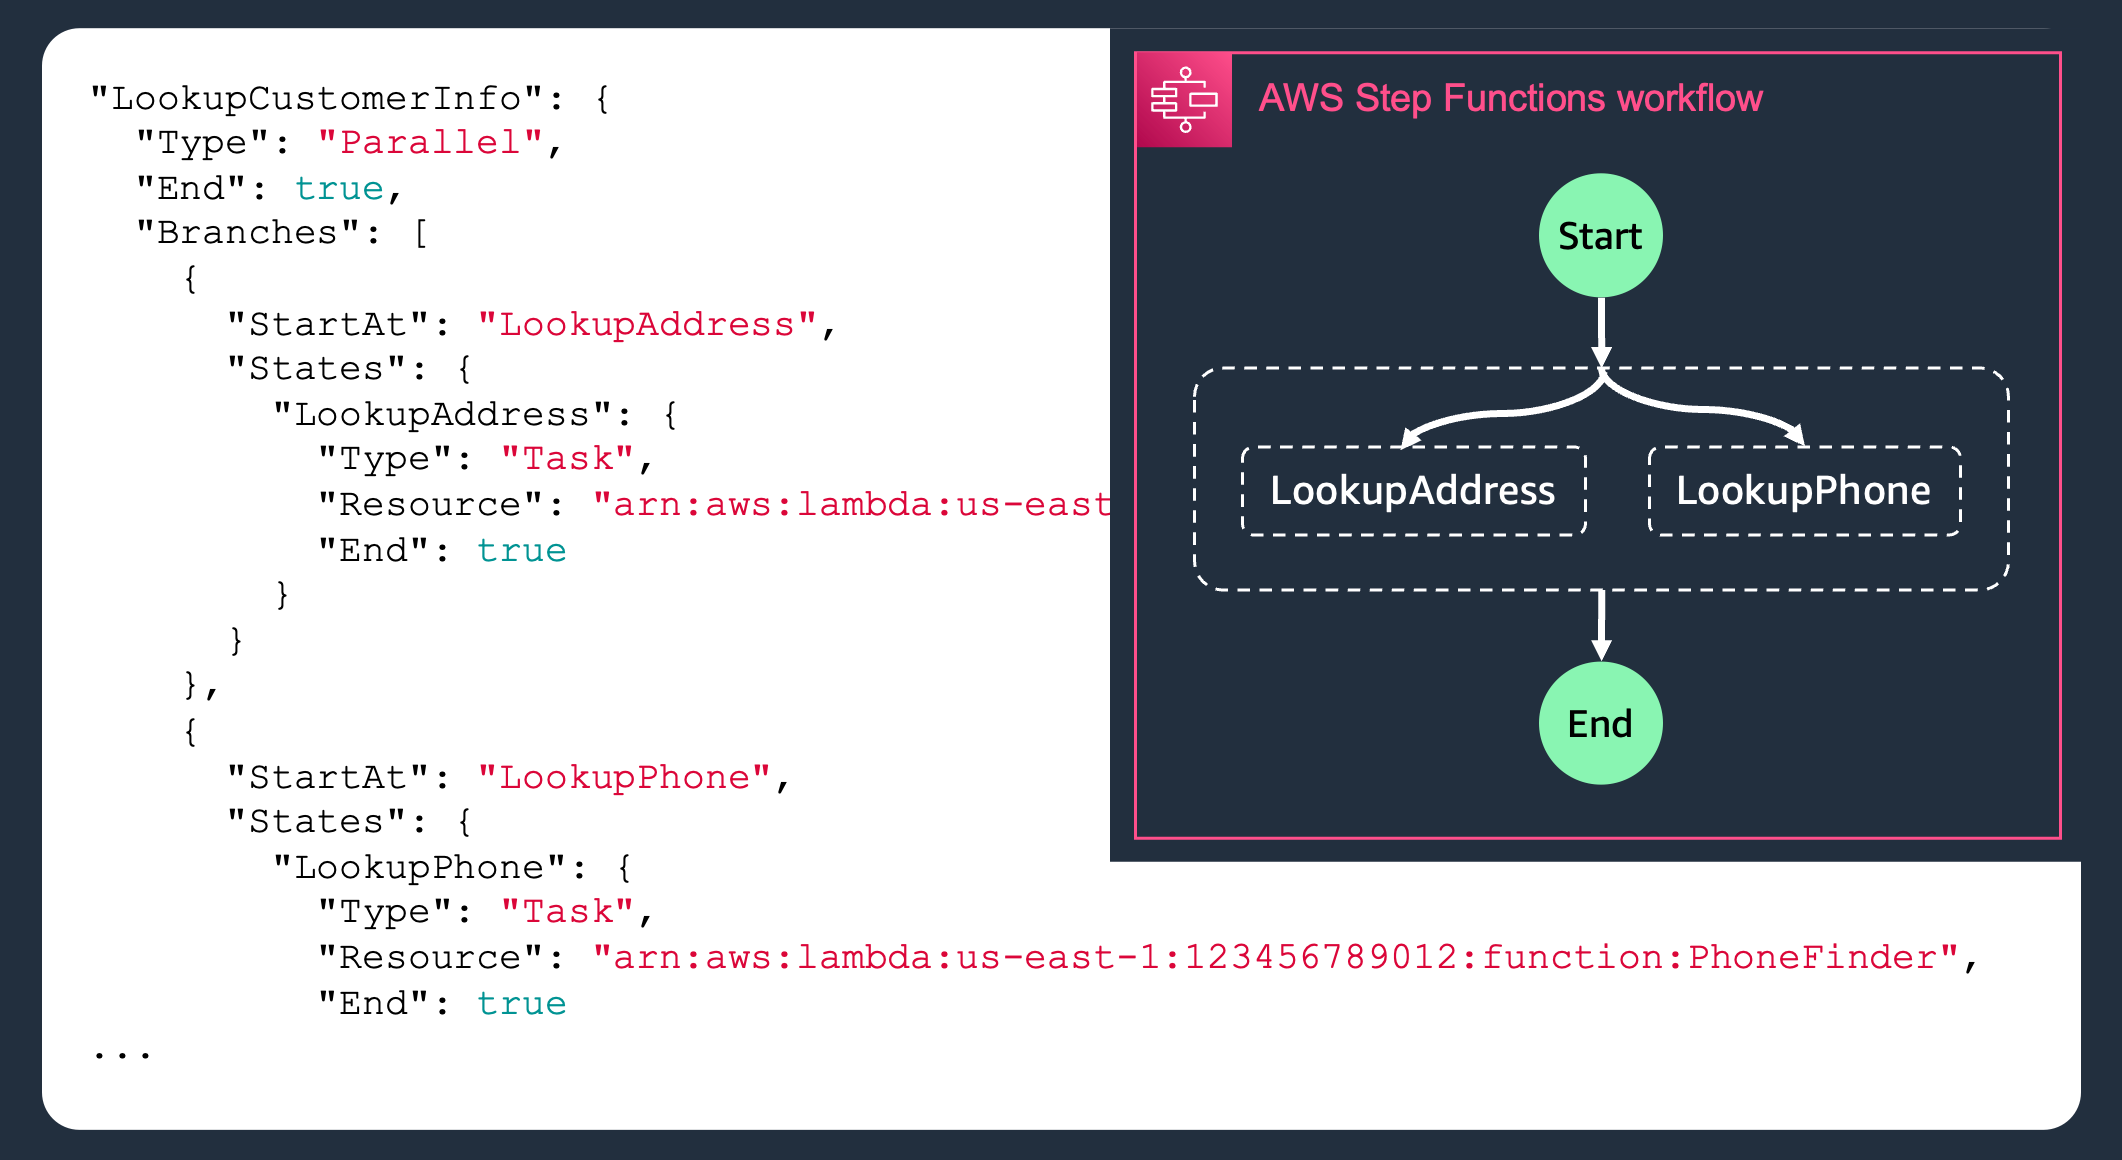 "LookupCustomerInfo": {
"Type": "Parallel",
"End": true,
"Branches": [
{
"StartAt": "LookupAddress",
"States": {
"LookupAddress": {
"Type": "Task",
"Resource": "arn:aws:lambda:us-east
"End": true
}
}
},
{
"StartAt": "LookupPhone",
"States": {
"LookupPhone": {
"Type": "Task",
"Resource": "arn:aws:lambda:us-east-1:123456789012:function:PhoneFinder",
"End": true
...
AWS Step Functions workflow
Start
LookupAddress
LookupPhone
End